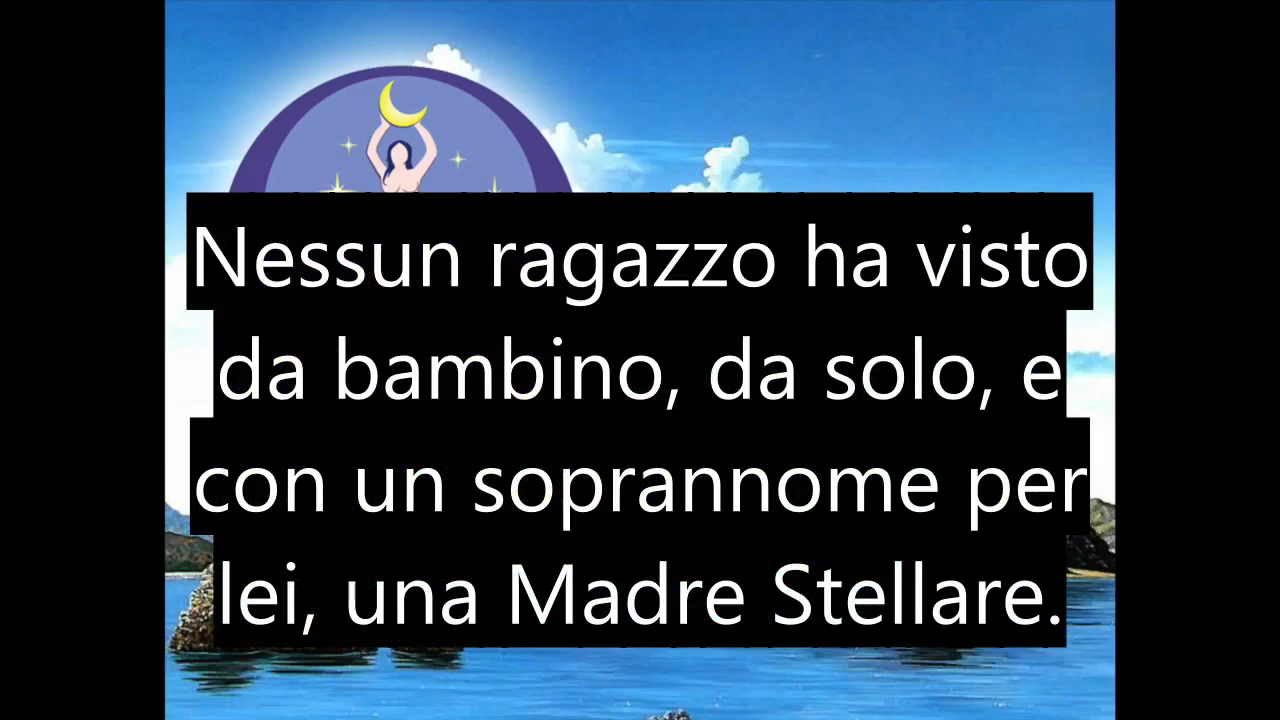 Nessun ragazzo ha visto
da bambino, da solo, e
con un soprannome per
lei, una Madre Stellare.